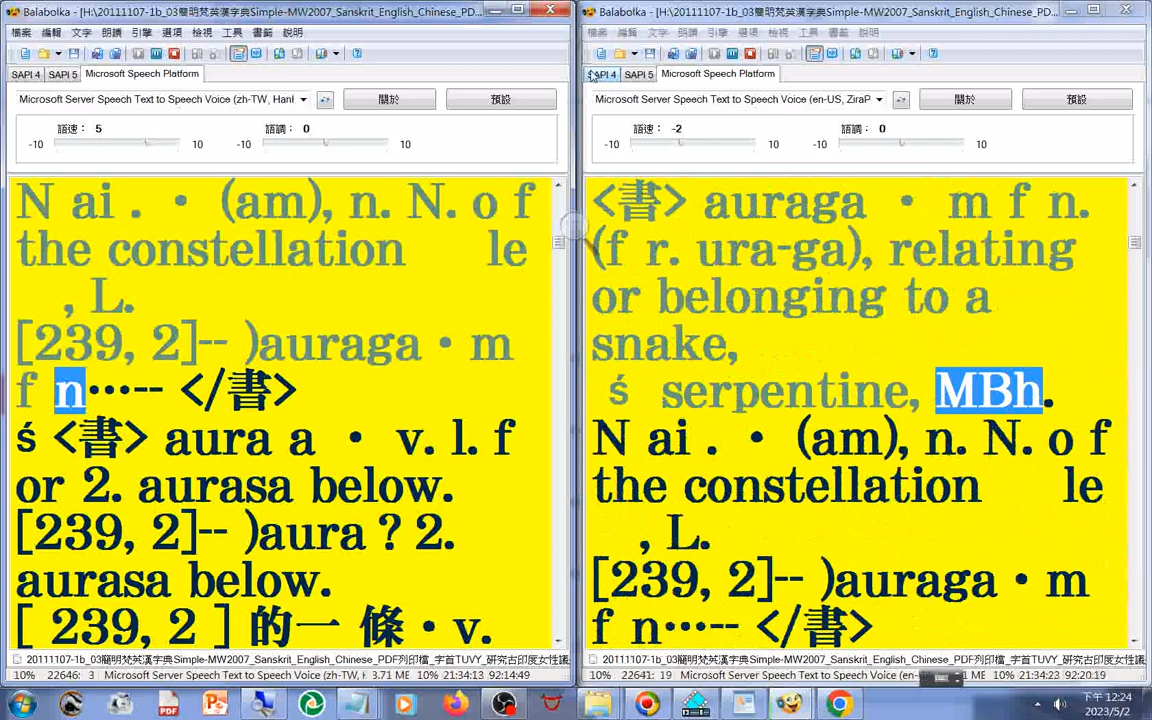 Balabolka - [H:\20111107-1b_03簡明梵英漢字典Simple-MW2007_Sanskrit_English_Chinese_PD...
檔案 編輯 文字 朗讀 引擎 選項 檢視 工具 書籤 說明
SAPI 4 SAPI 5 Microsoft Speech Platform
Microsoft Server Speech Text to Speech Voice (zh-TW, Hanl
關於 預設
語速： 5 語調： 0
-10 10 -10 10
N ai . • (am), n. N. o f
the constellation le
, L.
[239, 2]-- )auraga • m
f n…-- </書>
ś <書> aura a • v. l. f
or 2. aurasa below.
[239, 2]-- )aura ? 2.
aurasa below.
[ 239, 2 ] 的一 條 • v.
20111107-1b_03簡明梵英漢字典Simple-MW2007_Sanskrit_English_Chinese_PDF列印檔_字首TUVY_研究古印度女性議
10% 22646: 3 Microsoft Server Speech Text to Speech Voice (zh-TW, H 3.71 MB 10% 21:34:13 92:14:49
Balabolka - [H:\20111107-1b_03簡明梵英漢字典Simple-MW2007_Sanskrit_English_Chinese_PD...
檔案 編輯 文字 朗讀 引擎 選項 檢視 工具 書籤 說明
SAPI 4 SAPI 5 Microsoft Speech Platform
Microsoft Server Speech Text to Speech Voice (en-US, ZiraP
關於 預設
語速： -2 語調： 0
-10 10 -10 10
<書> auraga • m f n.
(f r. ura-ga), relating
or belonging to a
snake,
ś serpentine, MBh.
N ai . • (am), n. N. o f
the constellation le
, L.
[239, 2]-- )auraga • m
f n…-- </書>
20111107-1b_03簡明梵英漢字典Simple-MW2007_Sanskrit_English_Chinese_PDF列印檔_字首TUVY_研究古印度女性議
10% 22641: 19 Microsoft Server Speech Text to Speech Voice (en-US, Z 3.71 MB 10% 21:34:23 92:20:19
下午 12:24
2023/5/2